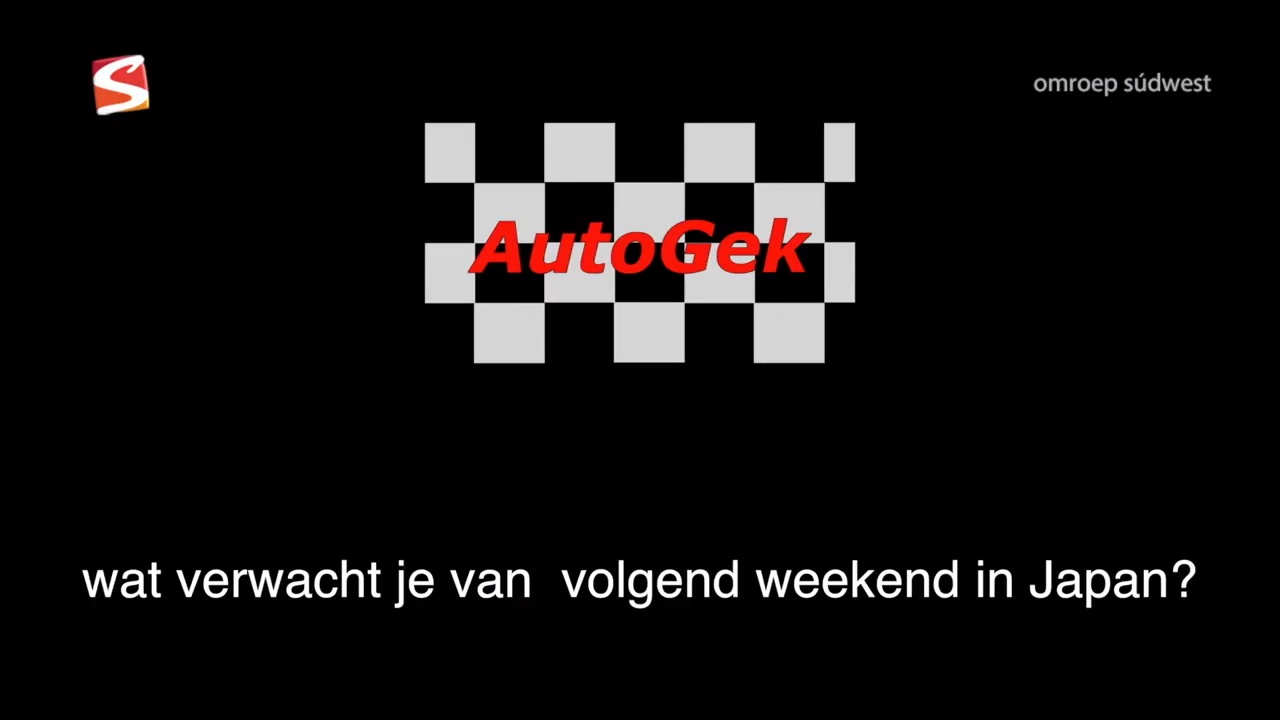 S
omroep súdwest
AutoGek
wat verwacht je van  volgend weekend in Japan?